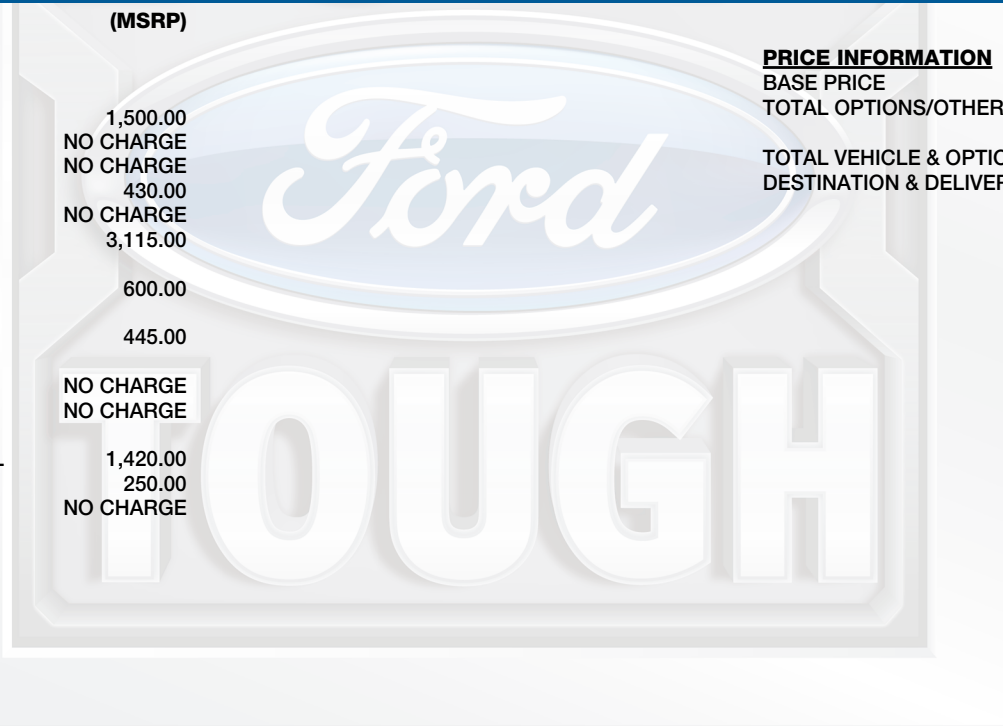 (MSRP)
1,500.00
NO CHARGE
NO CHARGE
430.00
NO CHARGE
3,115.00
600.00
445.00
NO CHARGE
NO CHARGE
1,420.00
250.00
NO CHARGE
PRICE INFORMATION
BASE PRICE
TOTAL OPTIONS/OTHER
TOTAL VEHICLE & OPTIO
DESTINATION & DELIVER
Ford
TOUGH